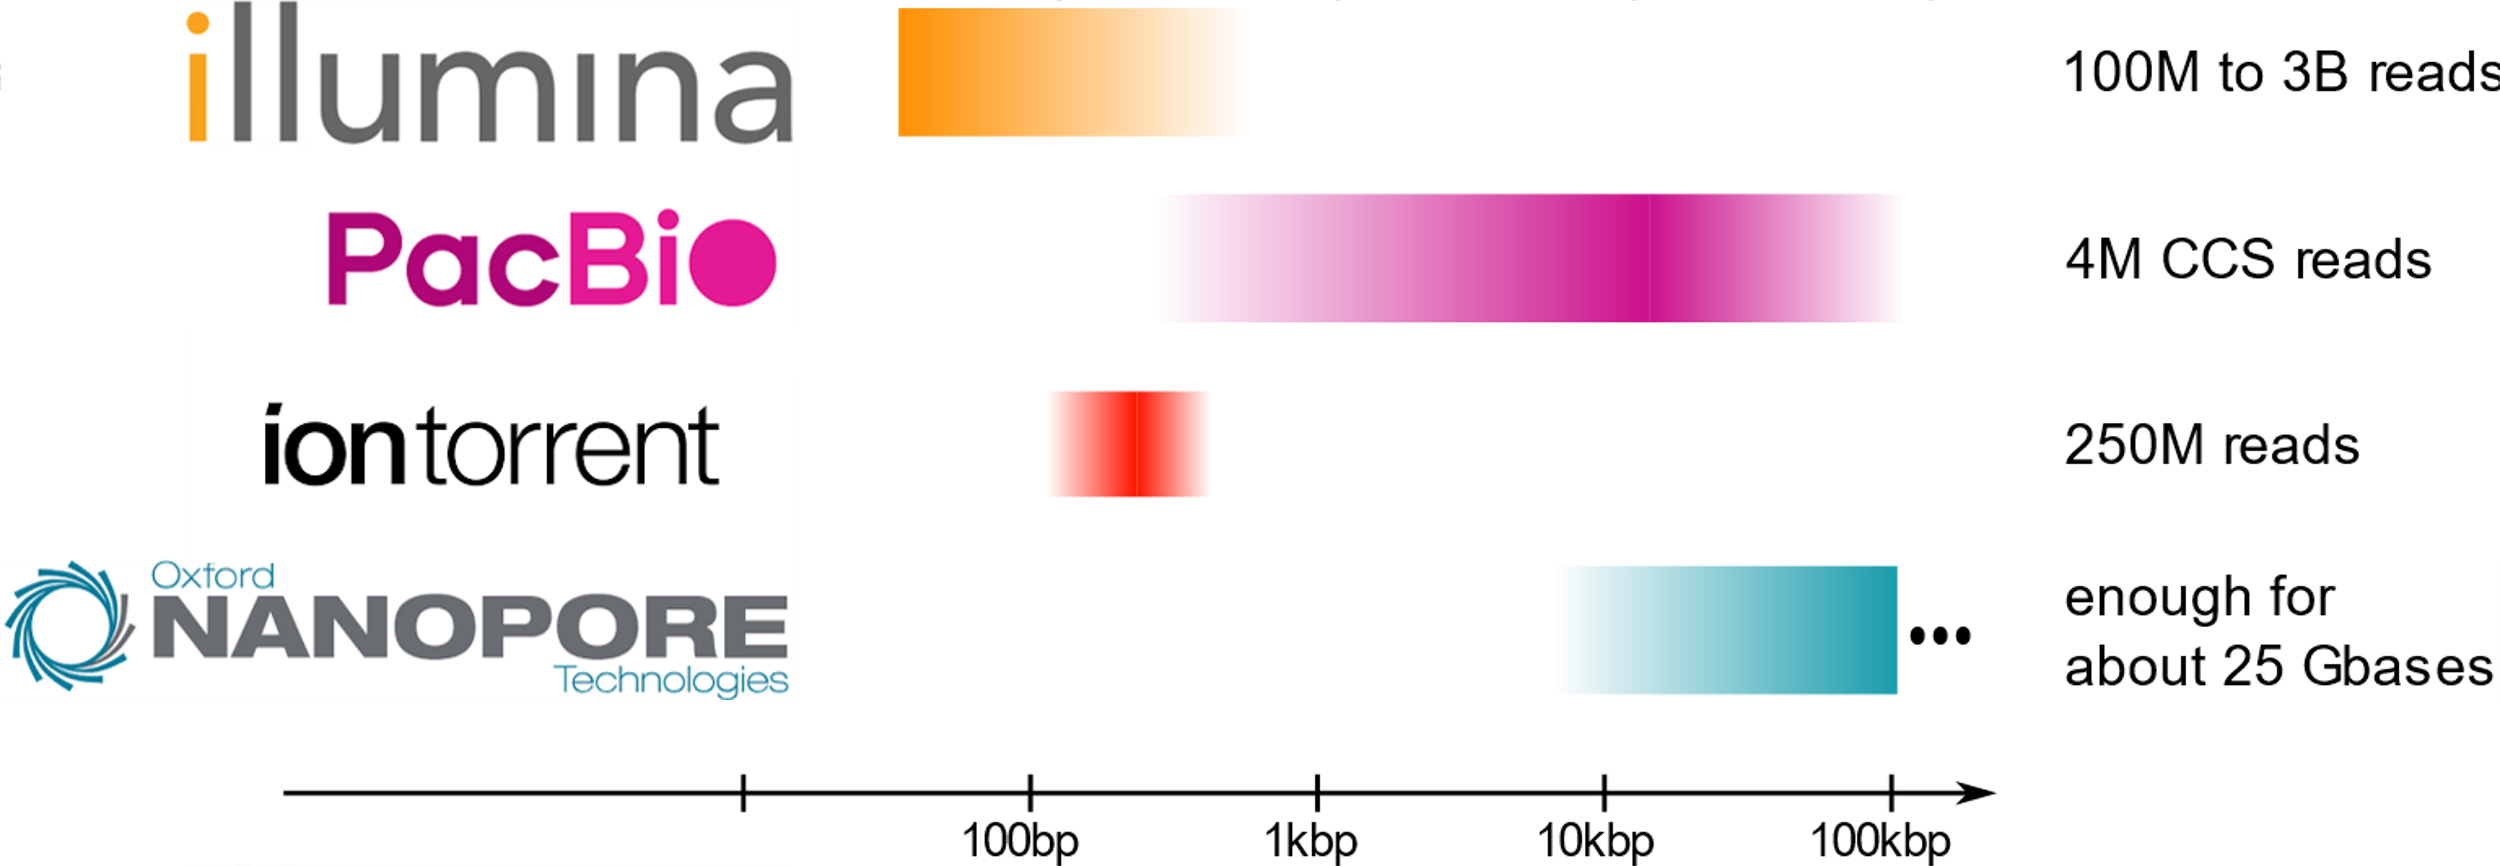 illumina
100M to 3B reads
PacBio
4M CCS reads
iontorrent
250M reads
Oxford
NANOPORE
Technologies
enough for
about 25 Gbases
100bp 1kbp 10kbp 100kbp